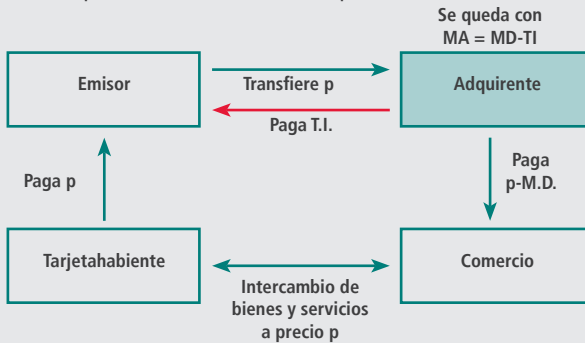 Se queda con
MA = MD-TI
Emisor
Transfiere p
Adquirente
Paga T.I.
Paga p
Paga
p-M.D.
Tarjetahabiente
Comercio
Intercambio de
bienes y servicios
a precio p